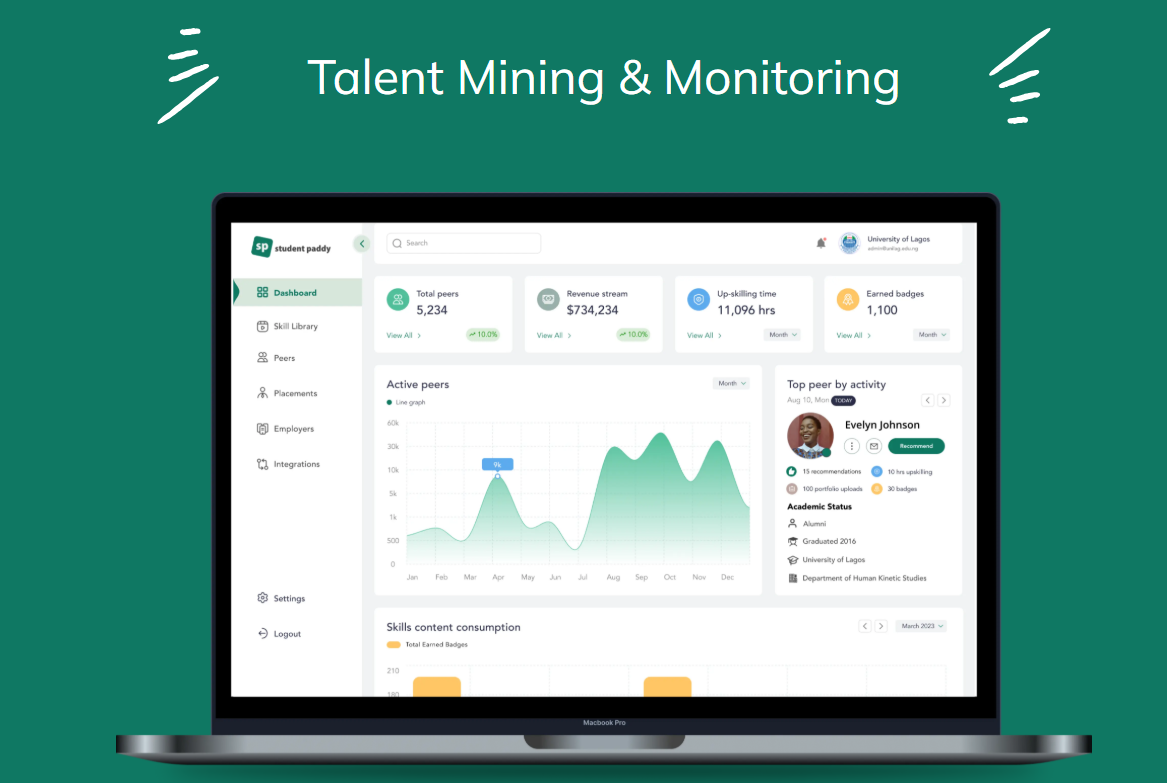 Talent Mining & Monitoring
sp student paddy
Search
University of Lagos
admin@unilag.edu.ng
Dashboard
Skill Library
Peers
Placements
Employers
Integrations
Settings
Logout
Total peers
5,234
View All
10.0%
Revenue stream
$734,234
View All
10.0%
Up-skilling time
11,096 hrs
View All
Month
Earned badges
1,100
View All
Month
Active peers
Month
Line graph
60k
30k
10k
5k
1k
500
0
9k
Jan Feb Mar Apr May Jun Jul Aug Sep Oct Nov Dec
Top peer by activity
Aug 10, Mon TODAY
Evelyn Johnson
Recommend
15 recommendations
10 hrs upskilling
100 portfolio uploads
30 badges
Academic Status
Alumni
Graduated 2016
University of Lagos
Department of Human Kinetic Studies
Skills content consumption
March 2023
Total Earned Badges
210
180
Macbook Pro